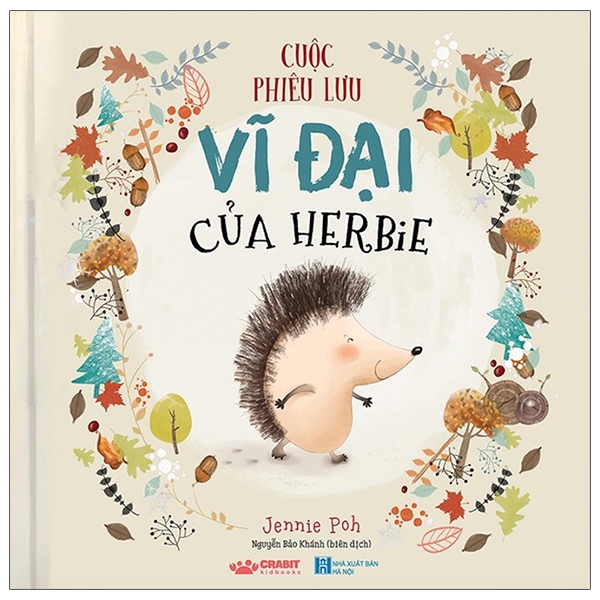 CUỘC
PHIÊU LƯU
VĨ ĐẠI
CỦA HERBiE
Jennie Poh
Nguyễn Bảo Khánh (biên dịch)
CRABIT
kidbooks
NHÀ XUẤT BẢN
HÀ NỘI